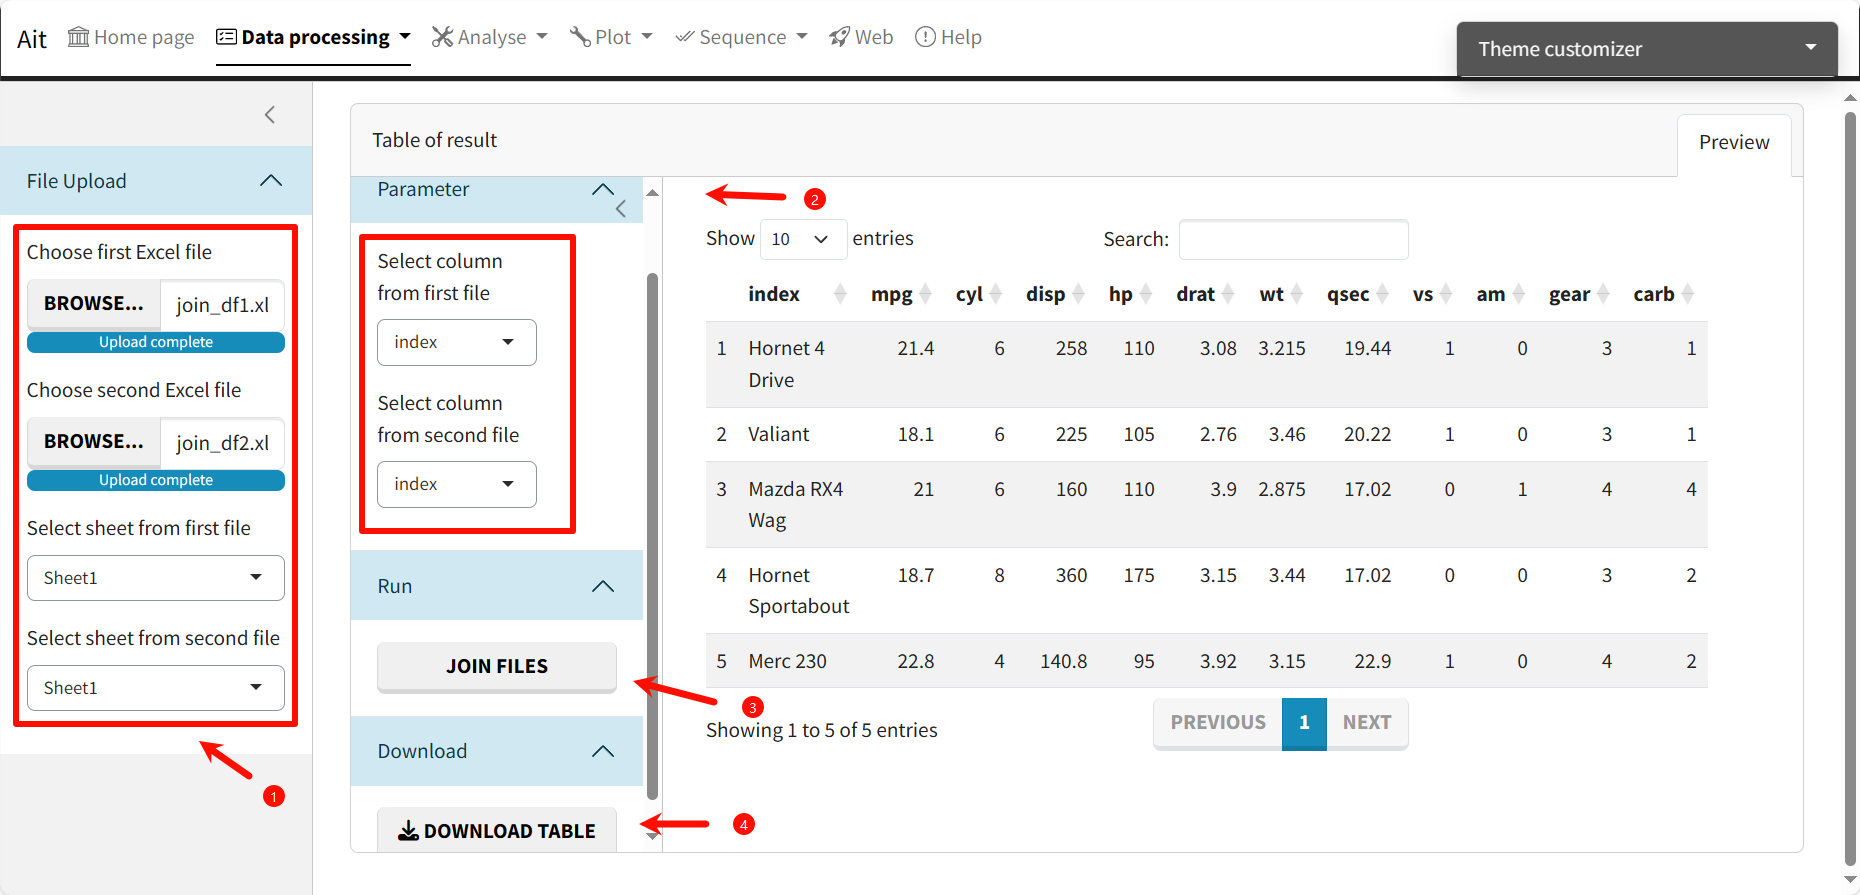 Ait Home page Data processing Analyse Plot Sequence Web Help
Theme customizer
File Upload
Choose first Excel file
BROWSE... join_df1.xl
Upload complete
Choose second Excel file
BROWSE... join_df2.xl
Upload complete
Select sheet from first file
Sheet1
Select sheet from second file
Sheet1
1
Table of result
Preview
Parameter
2
Select column
from first file
index
Select column
from second file
index
Run
JOIN FILES
3
Download
DOWNLOAD TABLE
4
Show 10 entries
Search:
index mpg cyl disp hp drat wt qsec vs am gear carb
1 Hornet 4 21.4 6 258 110 3.08 3.215 19.44 1 0 3 1
Drive
2 Valiant 18.1 6 225 105 2.76 3.46 20.22 1 0 3 1
3 Mazda RX4 21 6 160 110 3.9 2.875 17.02 0 1 4 4
Wag
4 Hornet 18.7 8 360 175 3.15 3.44 17.02 0 0 3 2
Sportabout
5 Merc 230 22.8 4 140.8 95 3.92 3.15 22.9 1 0 4 2
Showing 1 to 5 of 5 entries
PREVIOUS 1 NEXT